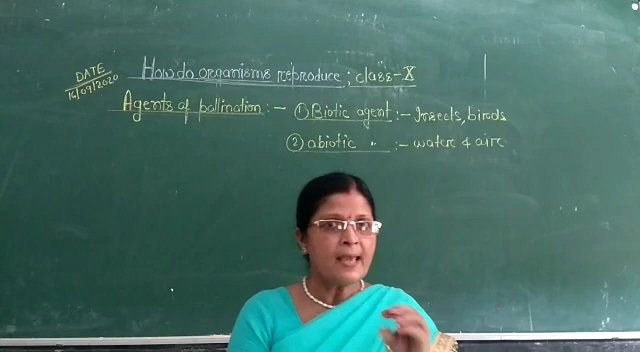 DATE
16/09/2020
How do organisms reproduce; class-X
Agents of pollination :- ① Biotic agent :- Insects, birds
② abiotic " :- water & air